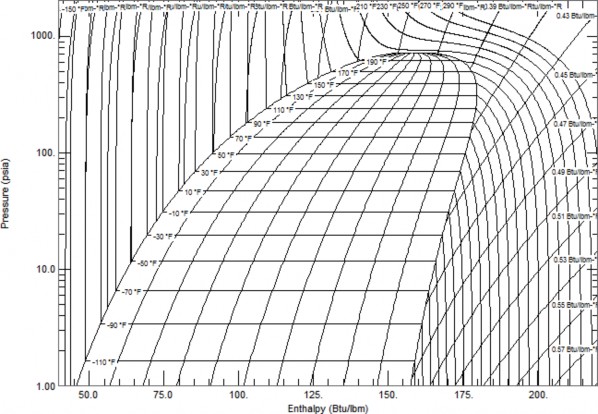 -150 °F
210 °F 230 °F 250 °F 270 °F 290 °F
0.39 Btu/lbm-°R
0.43 Btu/lbm
1000.
190 °F
170 °F
0.45 Btu/lbm-
150 °F
130 °F
110 °F
90 °F
0.47 Btu/lbm-
70 °F
100.
50 °F
30 °F
0.49 Btu/lbm-°
10 °F
-10 °F
0.51 Btu/lbm-°
-30 °F
-50 °F
0.53 Btu/lbm-°
10.0
-70 °F
0.55 Btu/lbm-°
-90 °F
-110 °F
0.57 Btu/lbm-°R
1.00
50.0 75.0 100. 125. 150. 175. 200.
Enthalpy (Btu/lbm)
Pressure (psia)